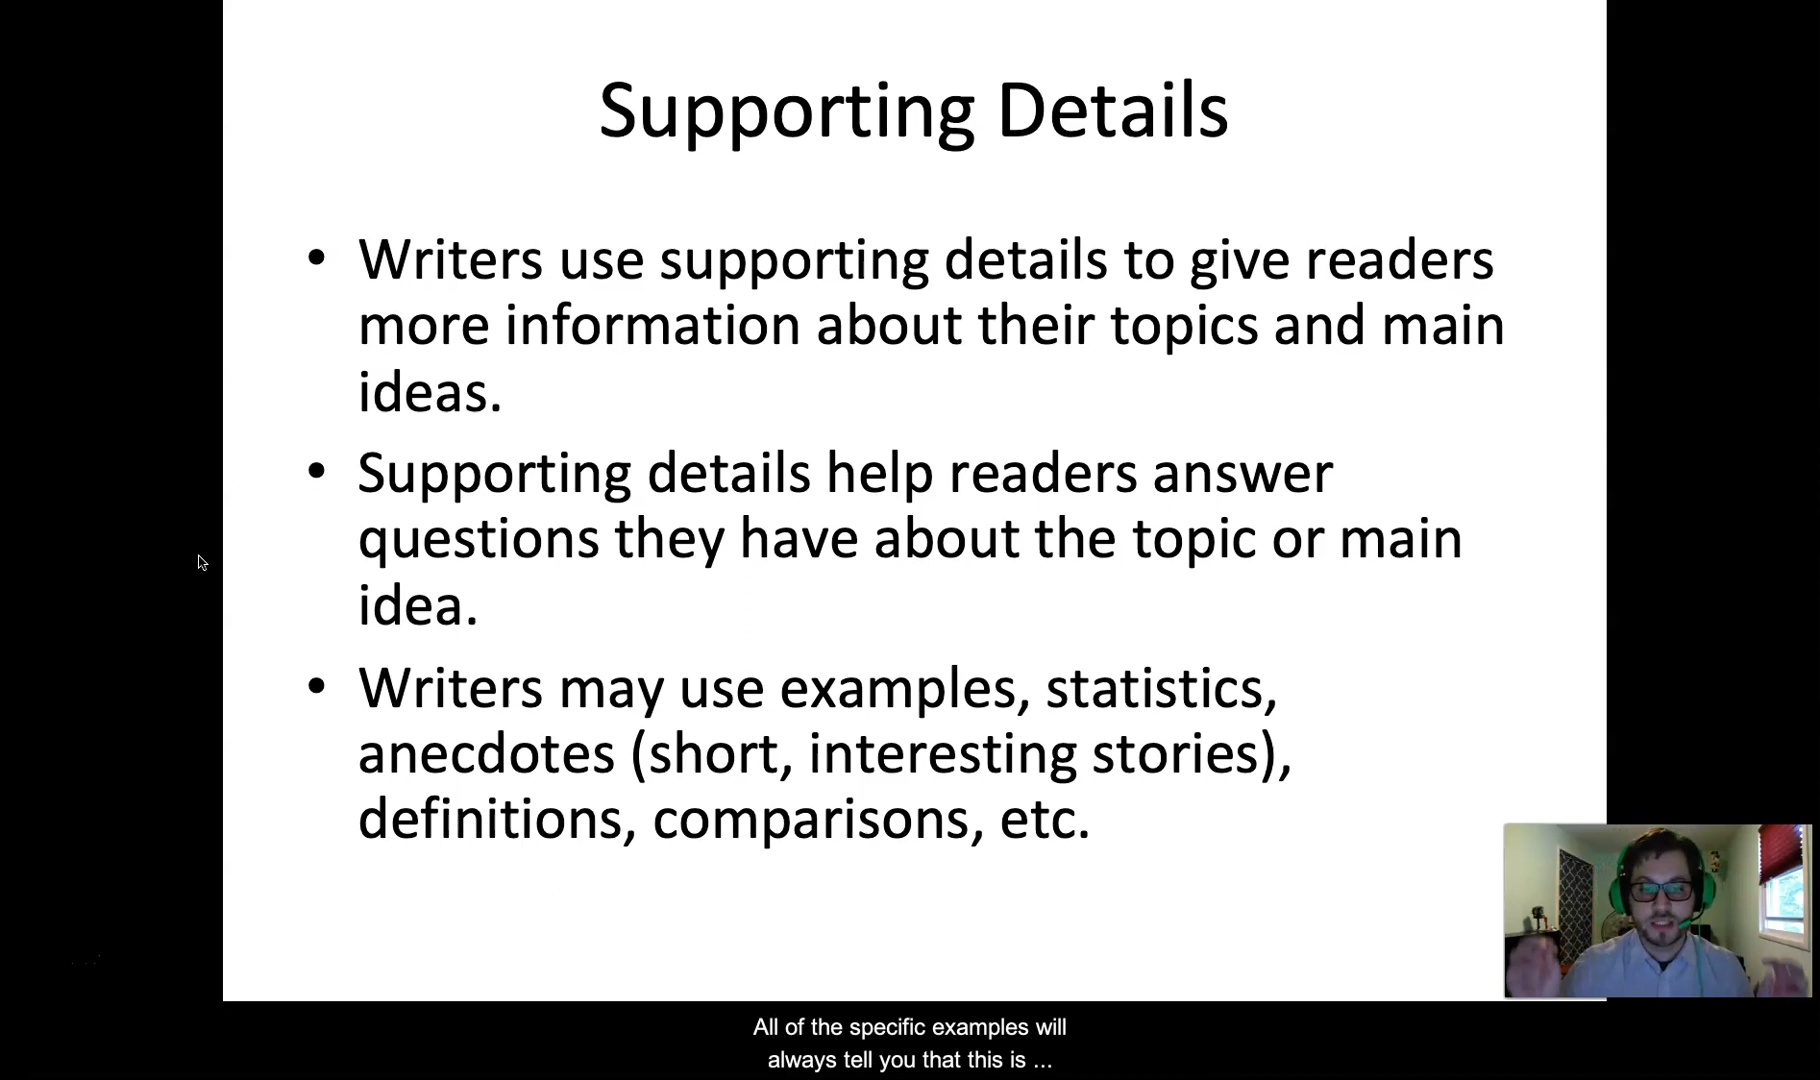 Supporting Details
• Writers use supporting details to give readers
more information about their topics and main
ideas.
• Supporting details help readers answer
questions they have about the topic or main
idea.
• Writers may use examples, statistics,
anecdotes (short, interesting stories),
definitions, comparisons, etc.
All of the specific examples will
always tell you that this is ...